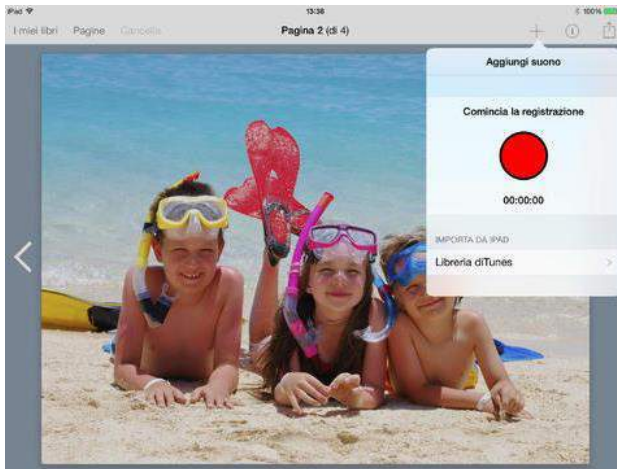 iPad
13:36
100%
I miei libri
Pagine
Cancella
Pagina 2 (di 4)
Aggiungi suono
Comincia la registrazione
00:00:00
IMPORTA DA IPAD
Libreria diTunes